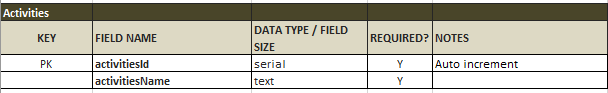 Activities
KEY FIELD NAME DATA TYPE / FIELD SIZE REQUIRED? NOTES
PK activitiesId serial Y Auto increment
activitiesName text Y